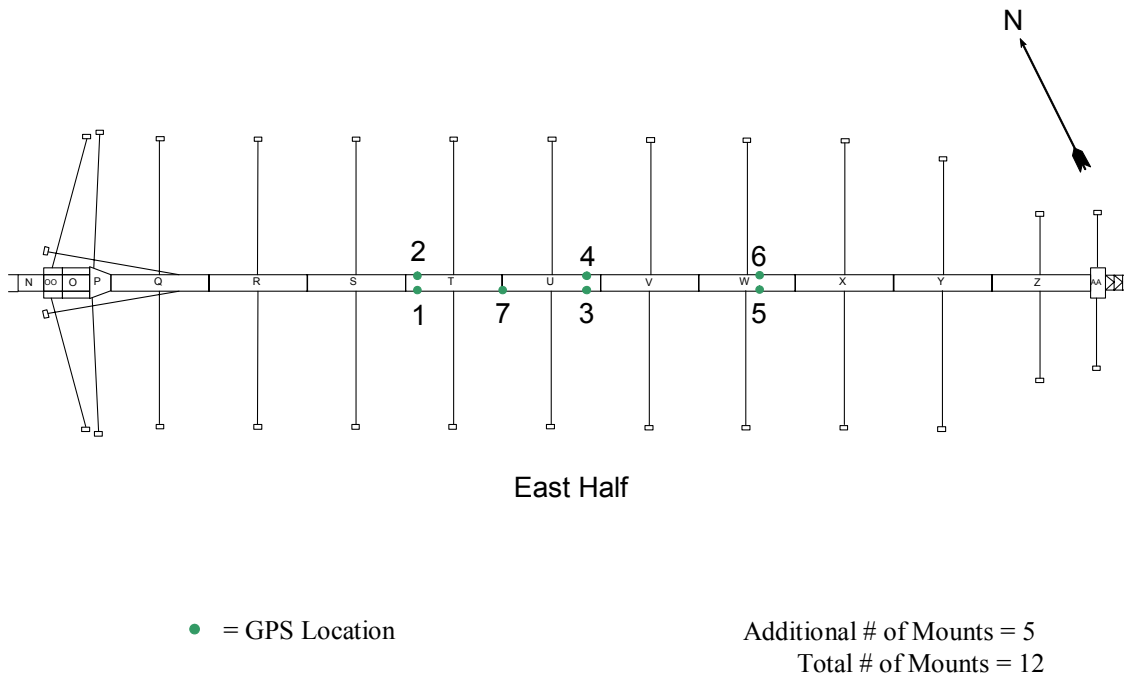 N
2 4 6
N OO O P Q R S T U V W X Y Z AA
1 7 3 5
East Half
= GPS Location
Additional # of Mounts = 5
Total # of Mounts = 12